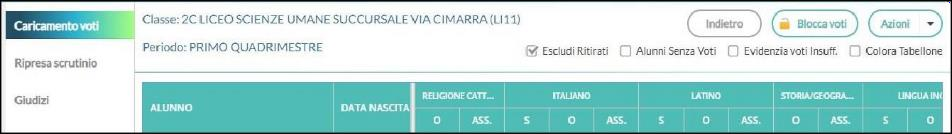 Caricamento voti
Ripresa scrutinio
Giudizi
Classe: 2C LICEO SCIENZE UMANE SUCCURSALE VIA CIMARRA (LI11)
Periodo: PRIMO QUADRIMESTRE
Indietro
Blocca voti
Azioni
Escludi Ritirati
Alunni Senza Voti
Evidenzia voti Insuff.
Colora Tabellone
ALUNNO DATA NASCITA RELIGIONE CATT... ITALIANO LATINO STORIA/GEOGRA... LINGUA ING
O ASS. S O ASS. S O ASS. O ASS. S O